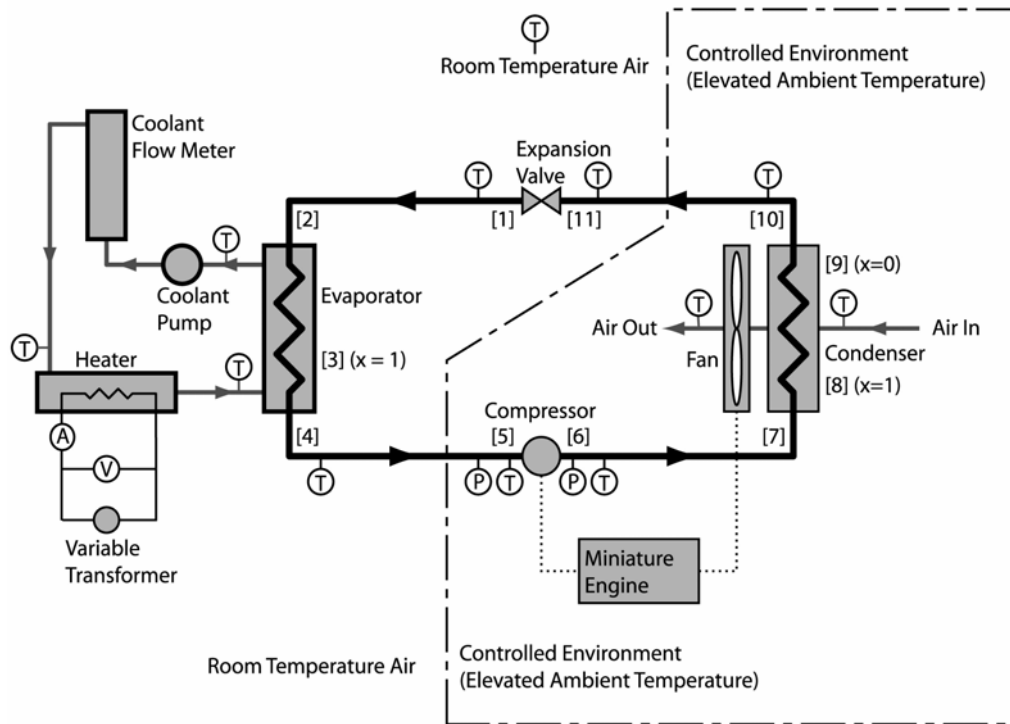 T
Room Temperature Air
Controlled Environment
(Elevated Ambient Temperature)
Coolant
Flow Meter
Expansion
Valve
T
T
T
[2]
[1]
[11]
[10]
T
Coolant
Pump
Evaporator
[9] (x=0)
T
T
Air Out
Air In
Fan
Condenser
T
Heater
T
[3] (x = 1)
[8] (x=1)
Compressor
A
[4]
[5]
[6]
[7]
V
T
P
T
P
T
Variable
Transformer
Miniature
Engine
Room Temperature Air
Controlled Environment
(Elevated Ambient Temperature)